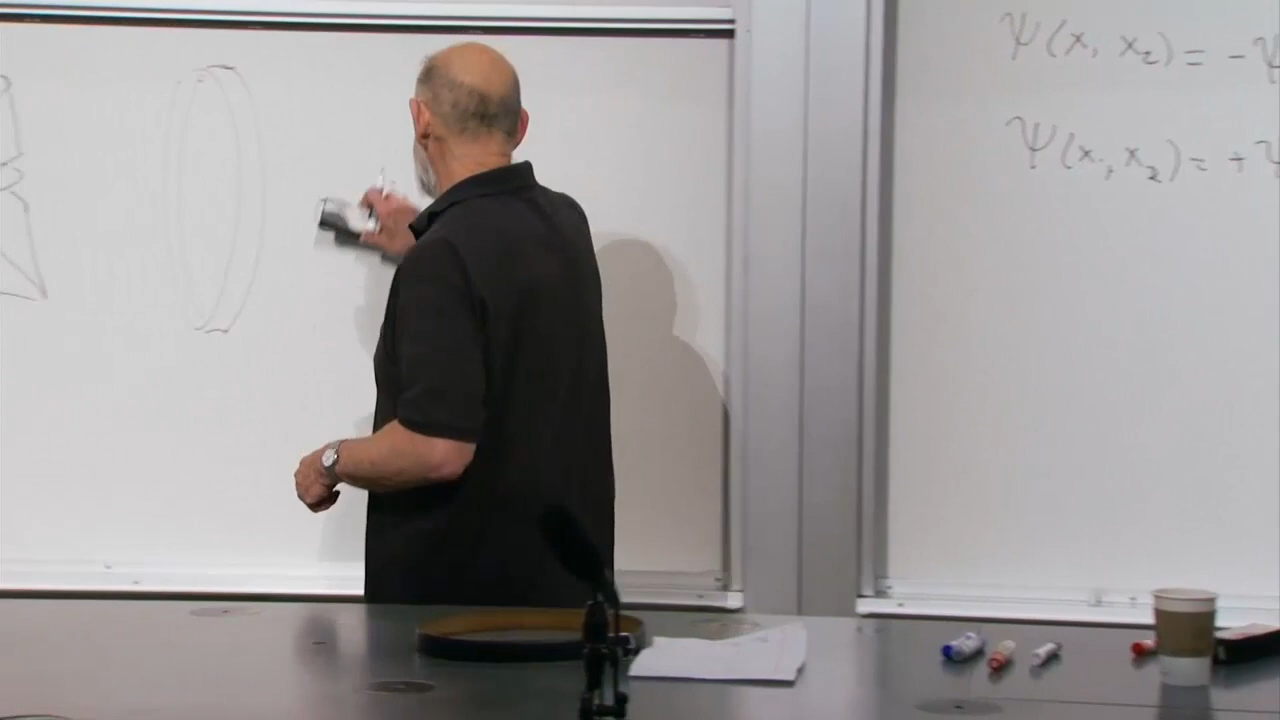 Ψ(x, x₂) = - Ψ
Ψ(x₁, x₂) = + Ψ